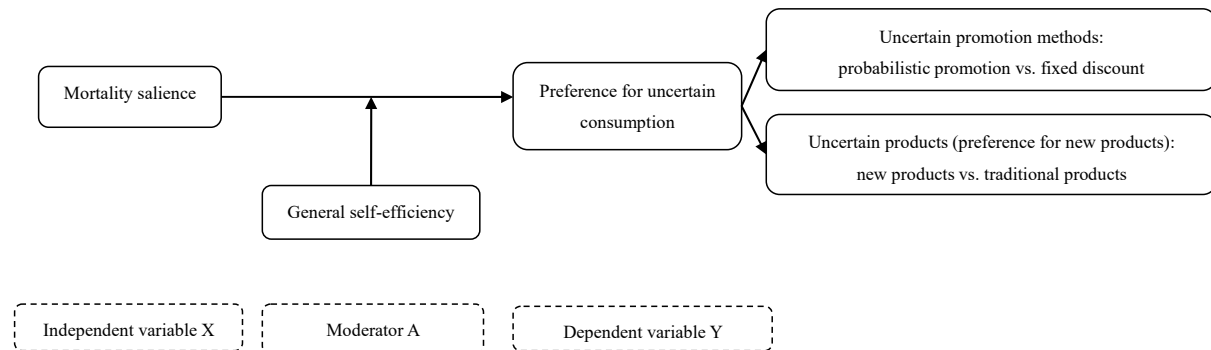 Uncertain promotion methods:
probabilistic promotion vs. fixed discount
Mortality salience
Preference for uncertain
consumption
Uncertain products (preference for new products):
new products vs. traditional products
General self-efficiency
Independent variable X
Moderator A
Dependent variable Y